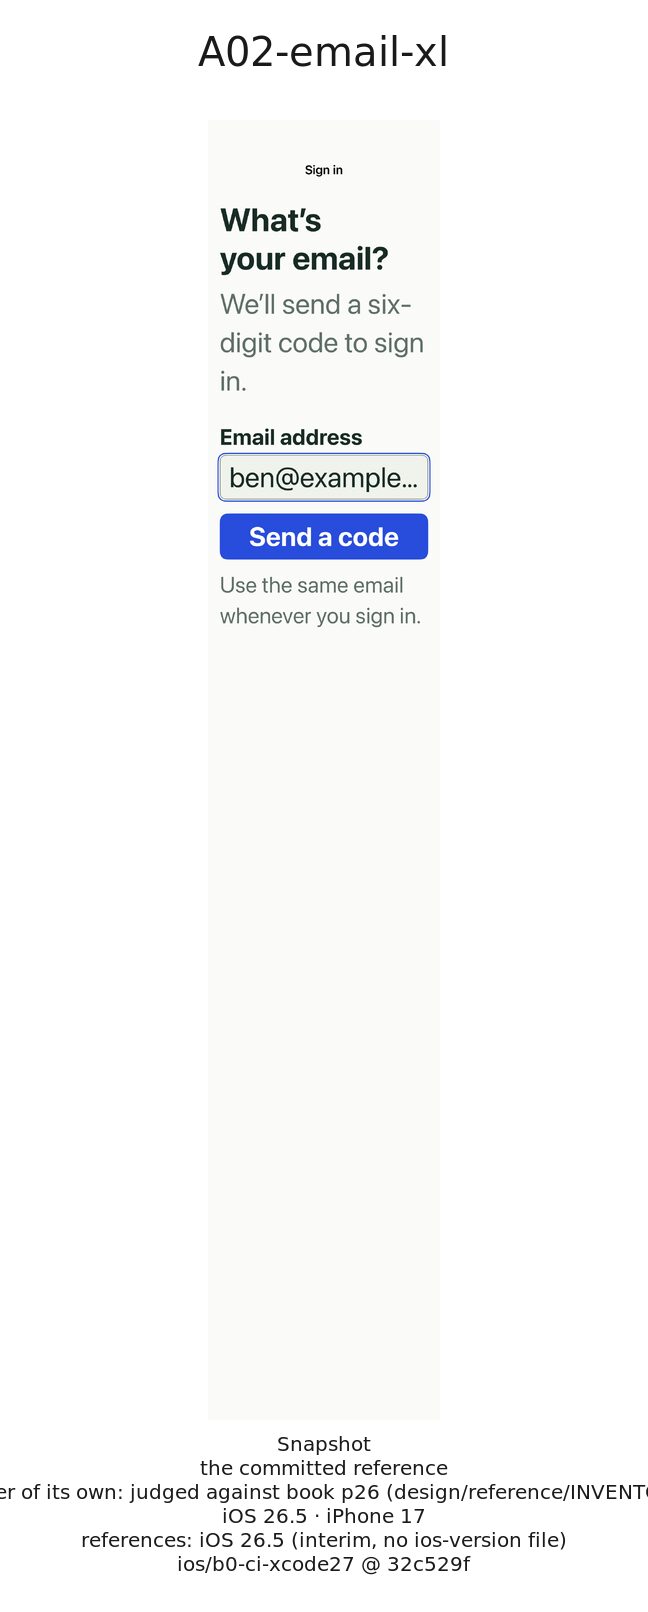 A02-email-xl
Sign in
What’s
your email?
We’ll send a six-
digit code to sign
in.
Email address
ben@example...
Send a code
Use the same email
whenever you sign in.
Snapshot
the committed reference
of its own: judged against book p26 (design/reference/
iOS 26.5 · iPhone 17
references: iOS 26.5 (interim, no ios-version file)
ios/b0-ci-xcode27 @ 32c529f